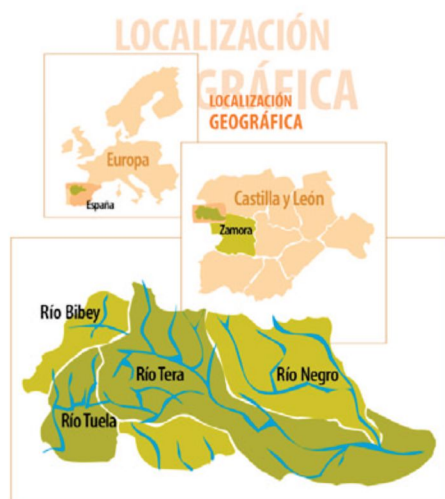 LOCALIZACIÓN
GRÁFICA
LOCALIZACIÓN
GEOGRÁFICA
Europa
España
Castilla y León
Zamora
Río Bibey
Río Tera
Río Negro
Río Tuela